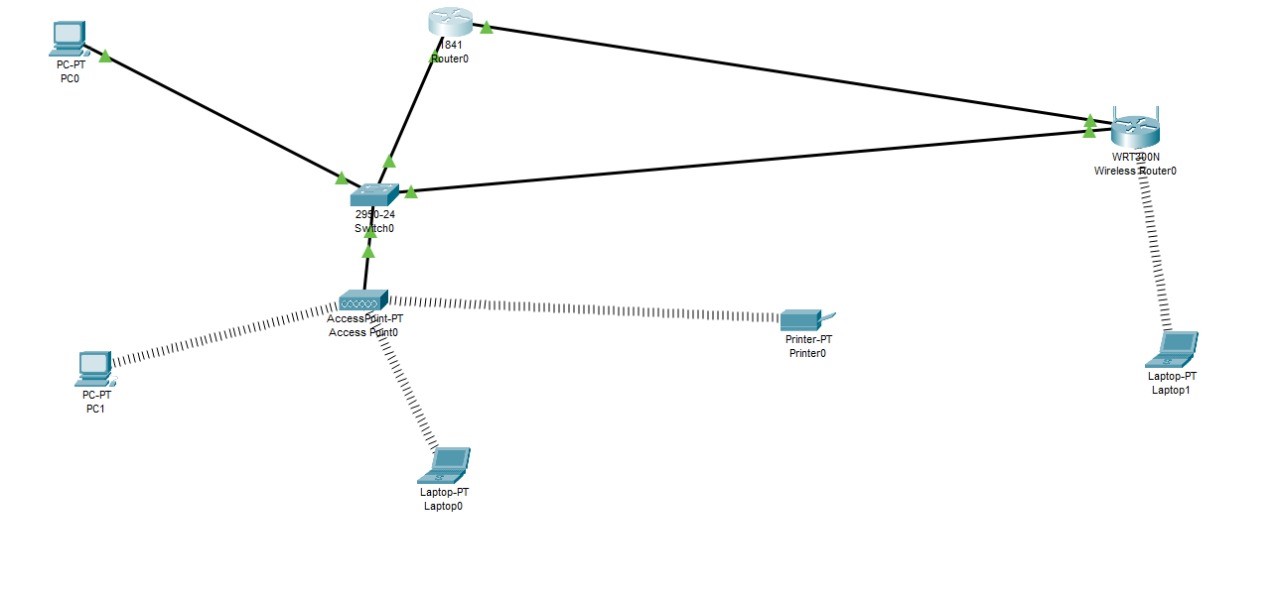 PC-PT
PC0
1841
Router0
WRT300N
Wireless Router0
2950-24
Switch0
AccessPoint-PT
Access Point0
Printer-PT
Printer0
PC-PT
PC1
Laptop-PT
Laptop1
Laptop-PT
Laptop0